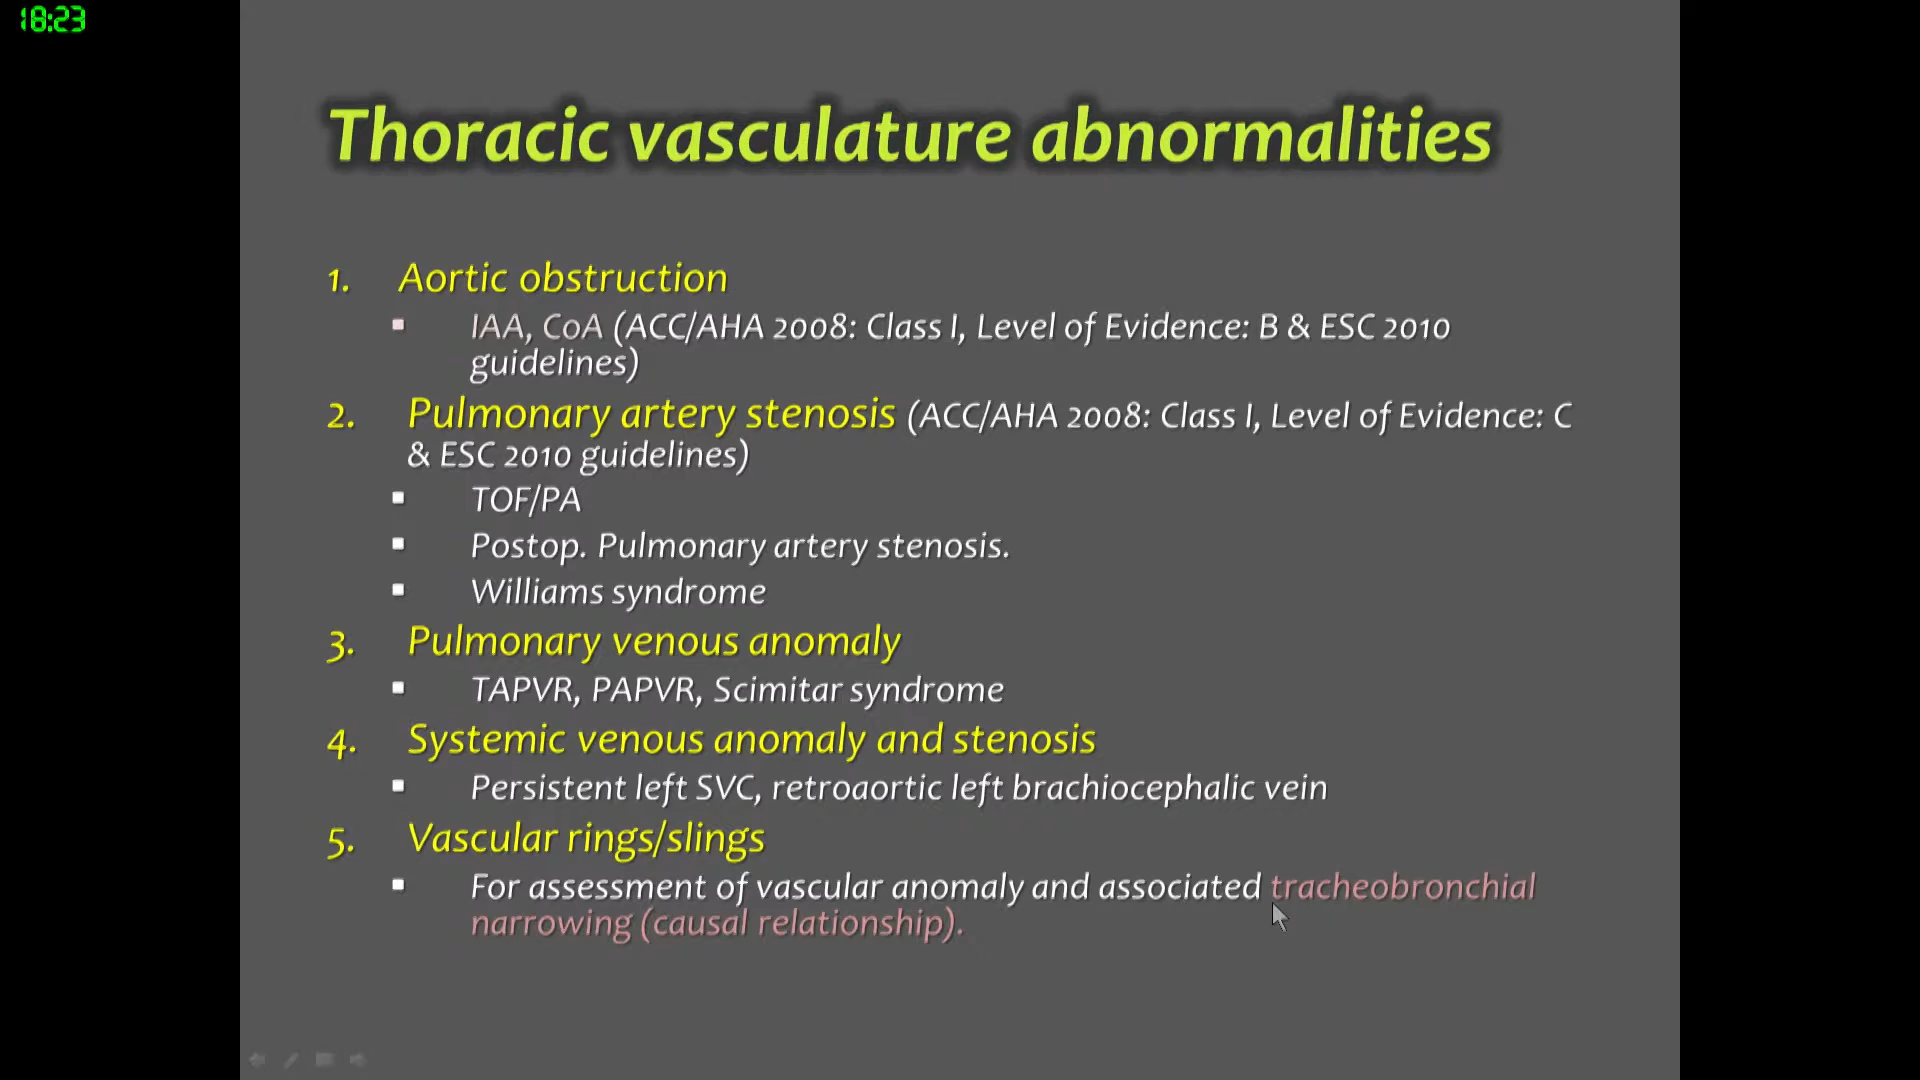 18:23
Thoracic vasculature abnormalities
1. Aortic obstruction
▪ IAA, CoA (ACC/AHA 2008: Class I, Level of Evidence: B & ESC 2010
guidelines)
2. Pulmonary artery stenosis (ACC/AHA 2008: Class I, Level of Evidence: C
& ESC 2010 guidelines)
▪ TOF/PA
▪ Postop. Pulmonary artery stenosis.
▪ Williams syndrome
3. Pulmonary venous anomaly
▪ TAPVR, PAPVR, Scimitar syndrome
4. Systemic venous anomaly and stenosis
▪ Persistent left SVC, retroaortic left brachiocephalic vein
5. Vascular rings/slings
▪ For assessment of vascular anomaly and associated tracheobronchial
narrowing (causal relationship).